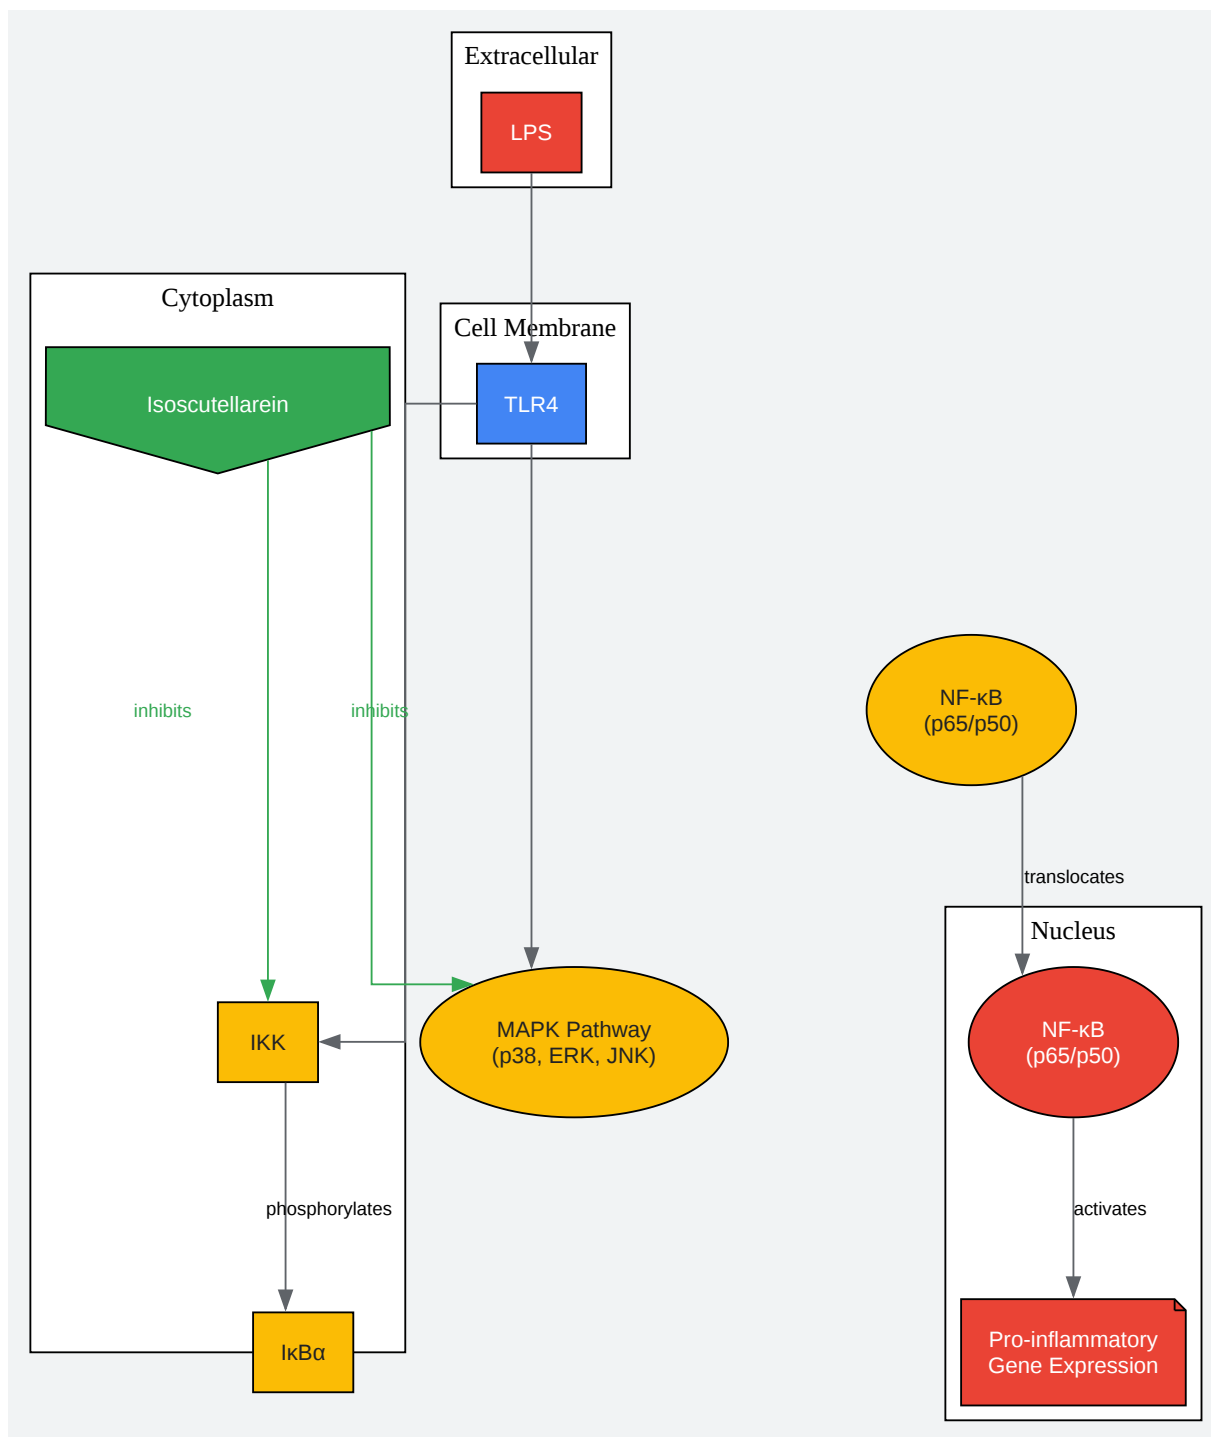 Extracellular
LPS
Cytoplasm
Cell Membrane
Isoscutellarein
TLR4
NF-κB
(p65/p50)
inhibits
inhibits
translocates
Nucleus
IKK
MAPK Pathway
(p38, ERK, JNK)
NF-κB
(p65/p50)
phosphorylates
activates
IκBα
Pro-inflammatory
Gene Expression